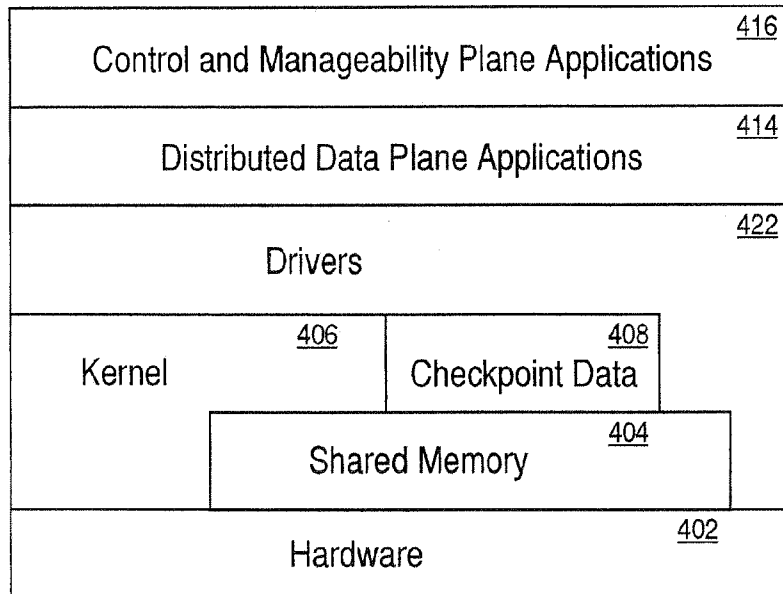 416
Control and Manageability Plane Applications
414
Distributed Data Plane Applications
422
Drivers
406
408
Kernel
Checkpoint Data
404
Shared Memory
402
Hardware